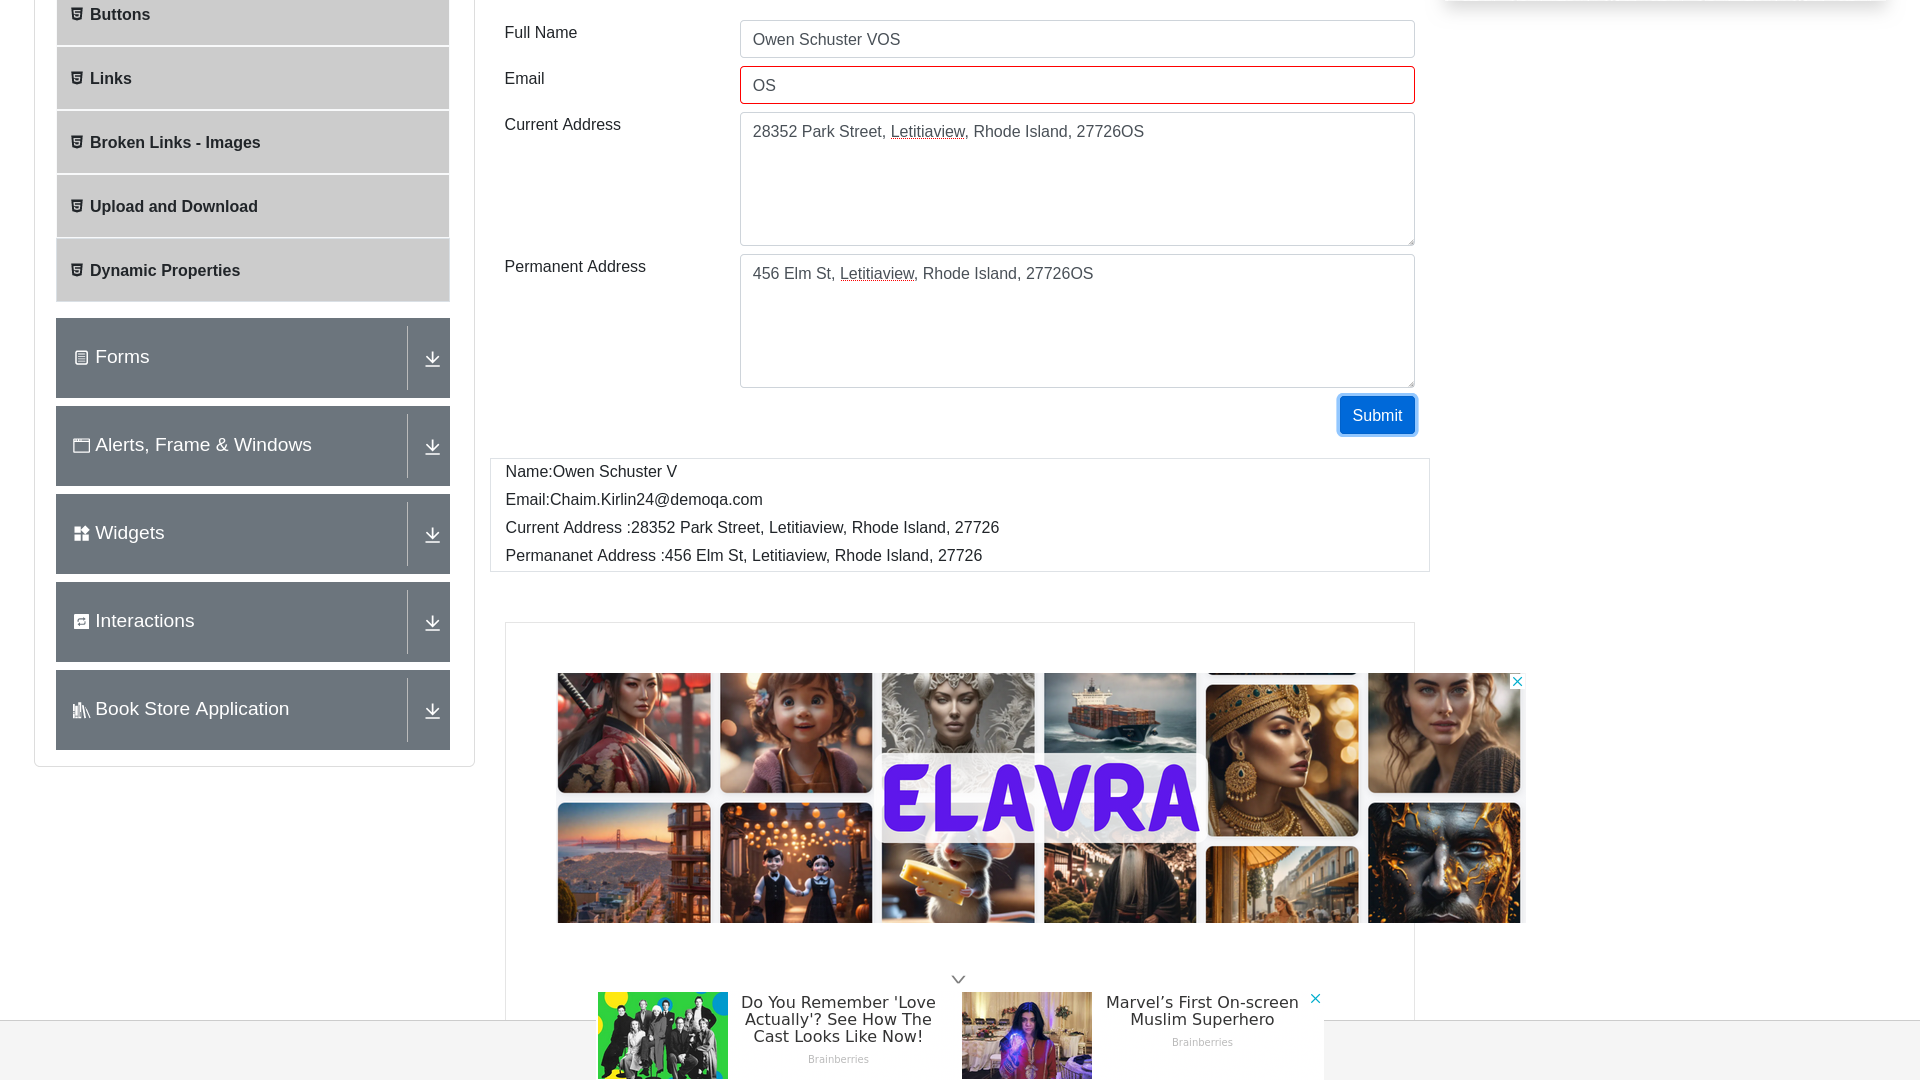 Buttons
Links
Broken Links - Images
Upload and Download
Dynamic Properties
Forms
Alerts, Frame & Windows
Widgets
Interactions
Book Store Application
Full Name
Owen Schuster VOS
Email
OS
Current Address
28352 Park Street, Letitiaview, Rhode Island, 27726OS
Permanent Address
456 Elm St, Letitiaview, Rhode Island, 27726OS
Submit
Name:Owen Schuster V
Email:Chaim.Kirlin24@demoqa.com
Current Address :28352 Park Street, Letitiaview, Rhode Island, 27726
Permananet Address :456 Elm St, Letitiaview, Rhode Island, 27726
ELAVRA
Do You Remember 'Love
Actually'? See How The
Cast Looks Like Now!
Brainberries
Marvel’s First On-screen
Muslim Superhero
Brainberries